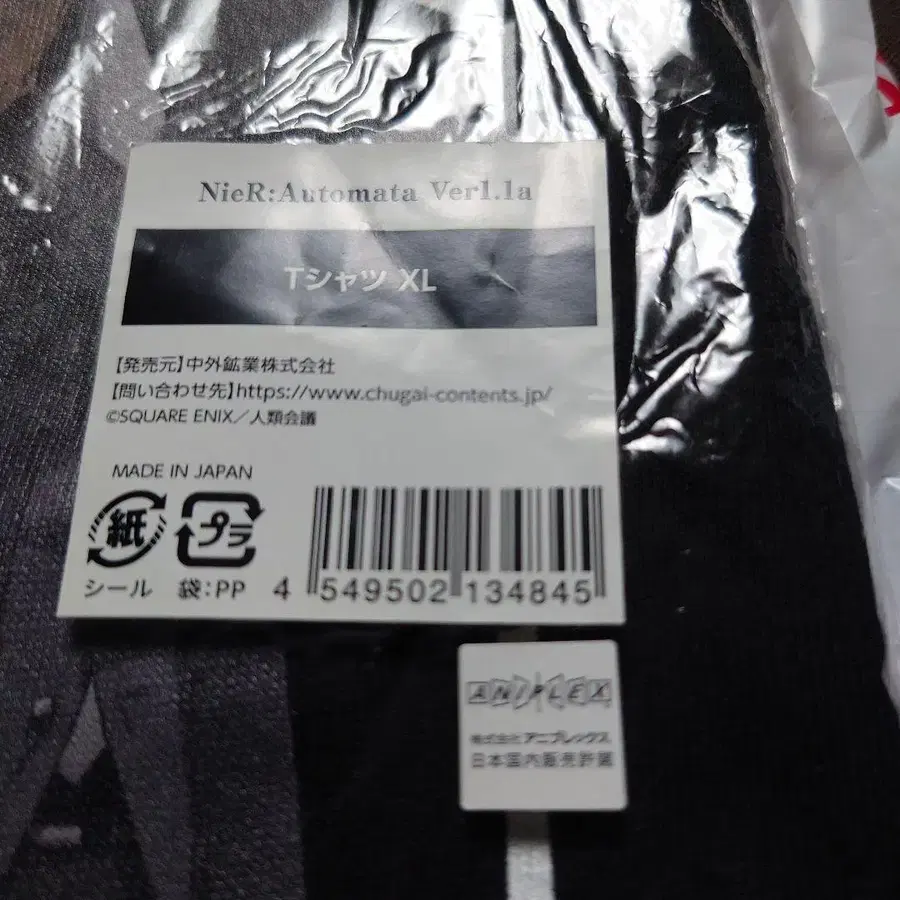 NieR:Automata Ver1.1a
Tシャツ XL
【発売元】中外鉱業株式会社
【問い合わせ先】https://www.chugai-contents.jp/
©SQUARE ENIX／人類会議
MADE IN JAPAN
紙 プラ
シール 袋:PP
4 549502 134845
ANIPLEX
株式会社アニプレックス
日本国内販売許諾